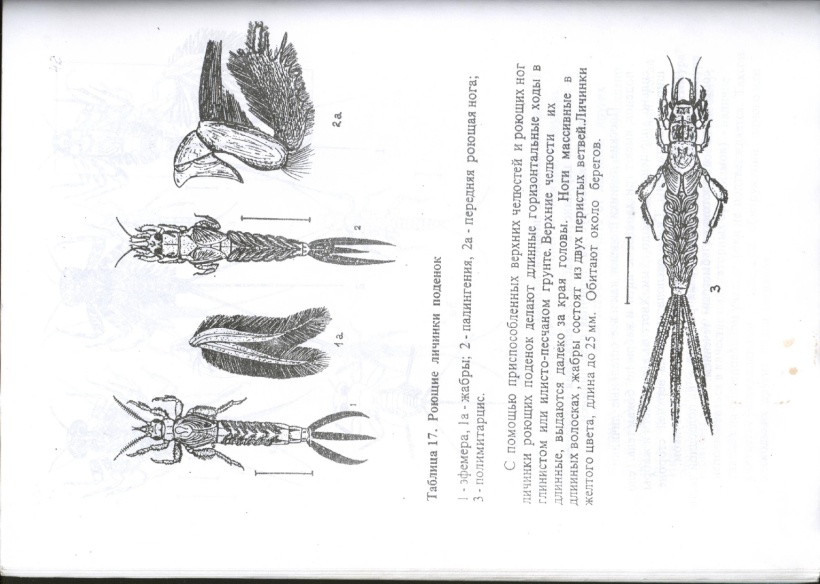 2а
2
1а
1
Таблица 17. Роющие личинки поденок
1 - эфемера, 1а - жабры; 2 - палингения, 2а - передняя роющая нога;
3 - полимитарцис.
С помощью приспособленных верхних челюстей и роющих ног
личинки роющих поденок делают длинные горизонтальные ходы в
глинистом или илисто-песчаном грунте. Верхние челюсти их
длинные, выдаются далеко за края головы. Ноги массивные в
длинных волосках, жабры состоят из двух перистых ветвей.Личинки
желтого цвета, длина до 25 мм. Обитают около берегов.
3